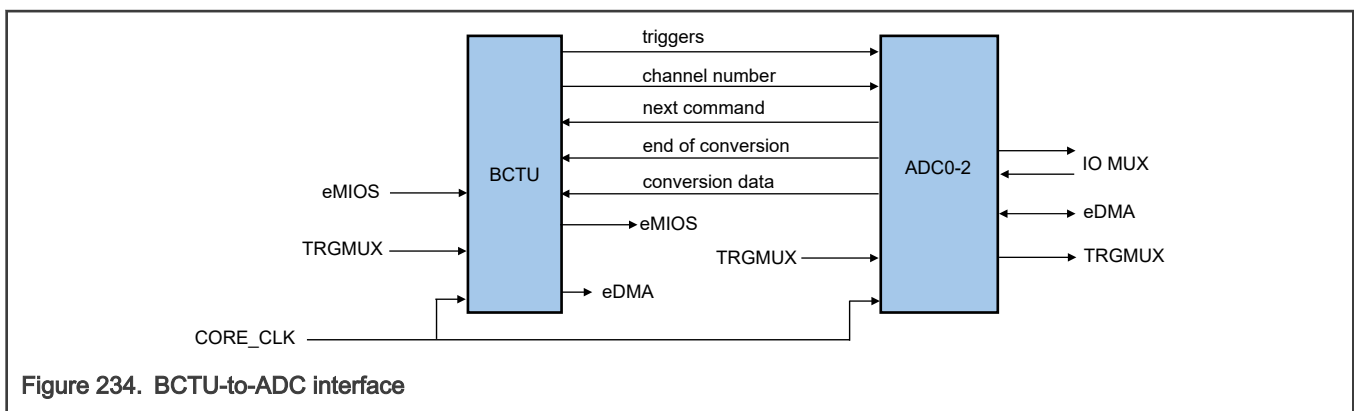 triggers
channel number
next command
end of conversion
conversion data
BCTU
ADC0-2
IO MUX
eMIOS
eDMA
eMIOS
TRGMUX
TRGMUX
TRGMUX
eDMA
CORE_CLK
Figure 234. BCTU-to-ADC interface